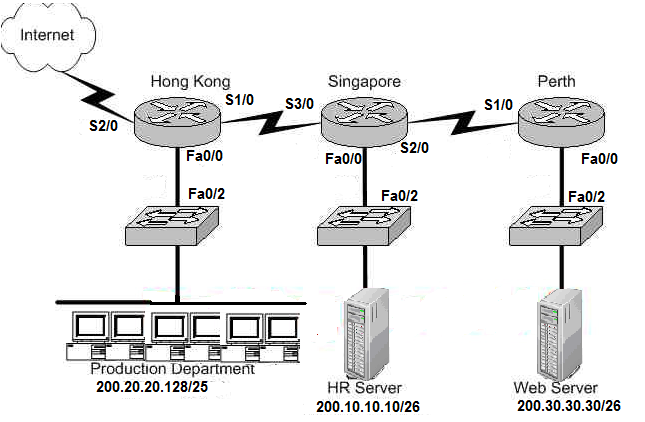 Internet
Hong Kong
Singapore
Perth
S2/0
S1/0
S3/0
S1/0
Fa0/0
Fa0/0
S2/0
Fa0/0
Fa0/2
Fa0/2
Fa0/2
Production Department
200.20.20.128/25
HR Server
200.10.10.10/26
Web Server
200.30.30.30/26